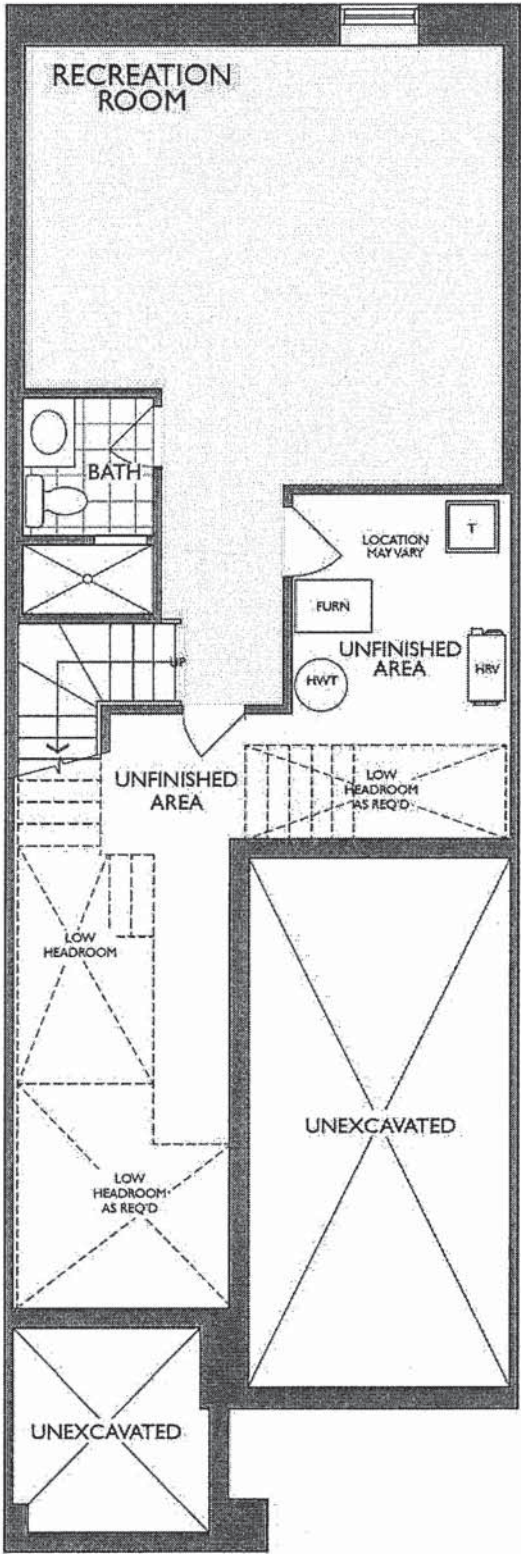 RECREATION
ROOM
BATH
LOCATION
MAY VARY
T
FURN
UNFINISHED
AREA
HRV
HWT
UP
UNFINISHED
AREA
LOW
HEADROOM
AS REQ'D
LOW
HEADROOM
UNEXCAVATED
LOW
HEADROOM
AS REQ'D
UNEXCAVATED